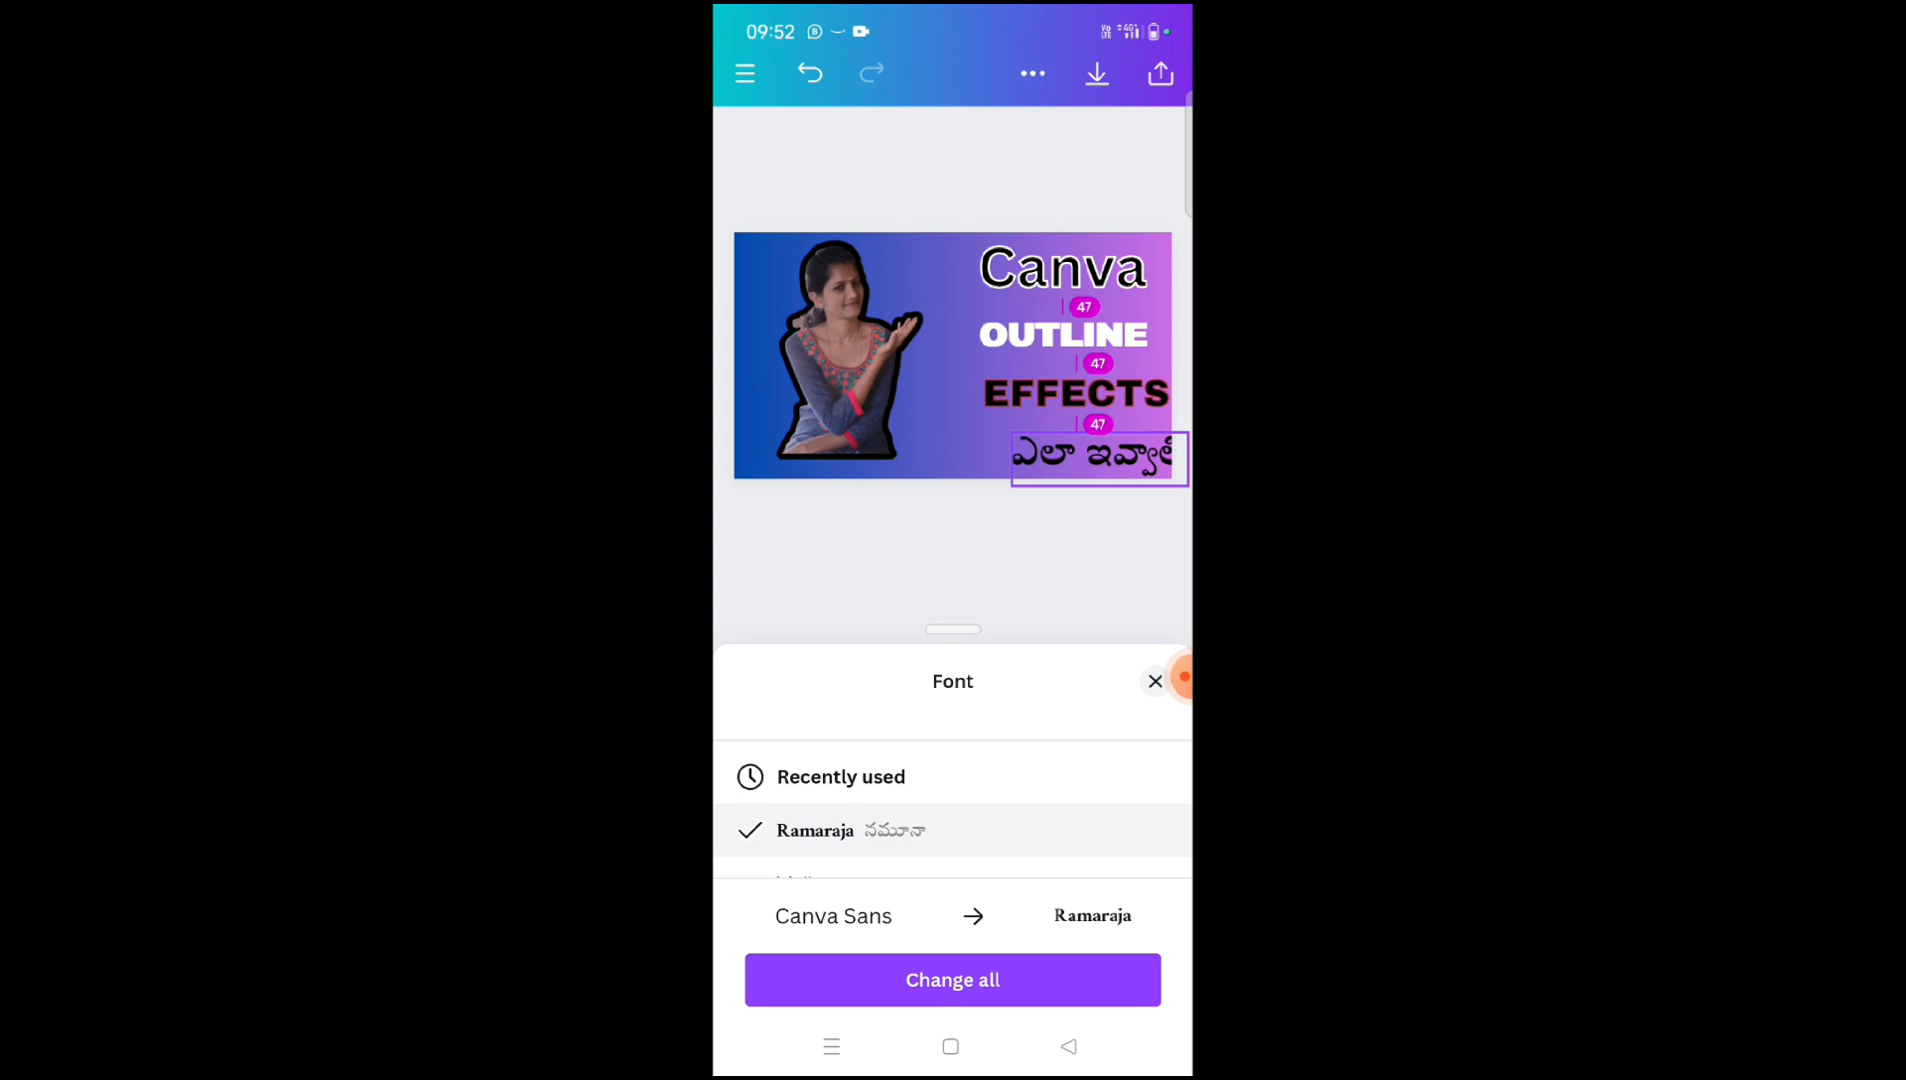 09:52
Canva
47
OUTLINE
47
EFFECTS
47
ఎలా ఇవ్వాలి
Font
Recently used
Ramaraja నమూనా
Canva Sans → Ramaraja
Change all